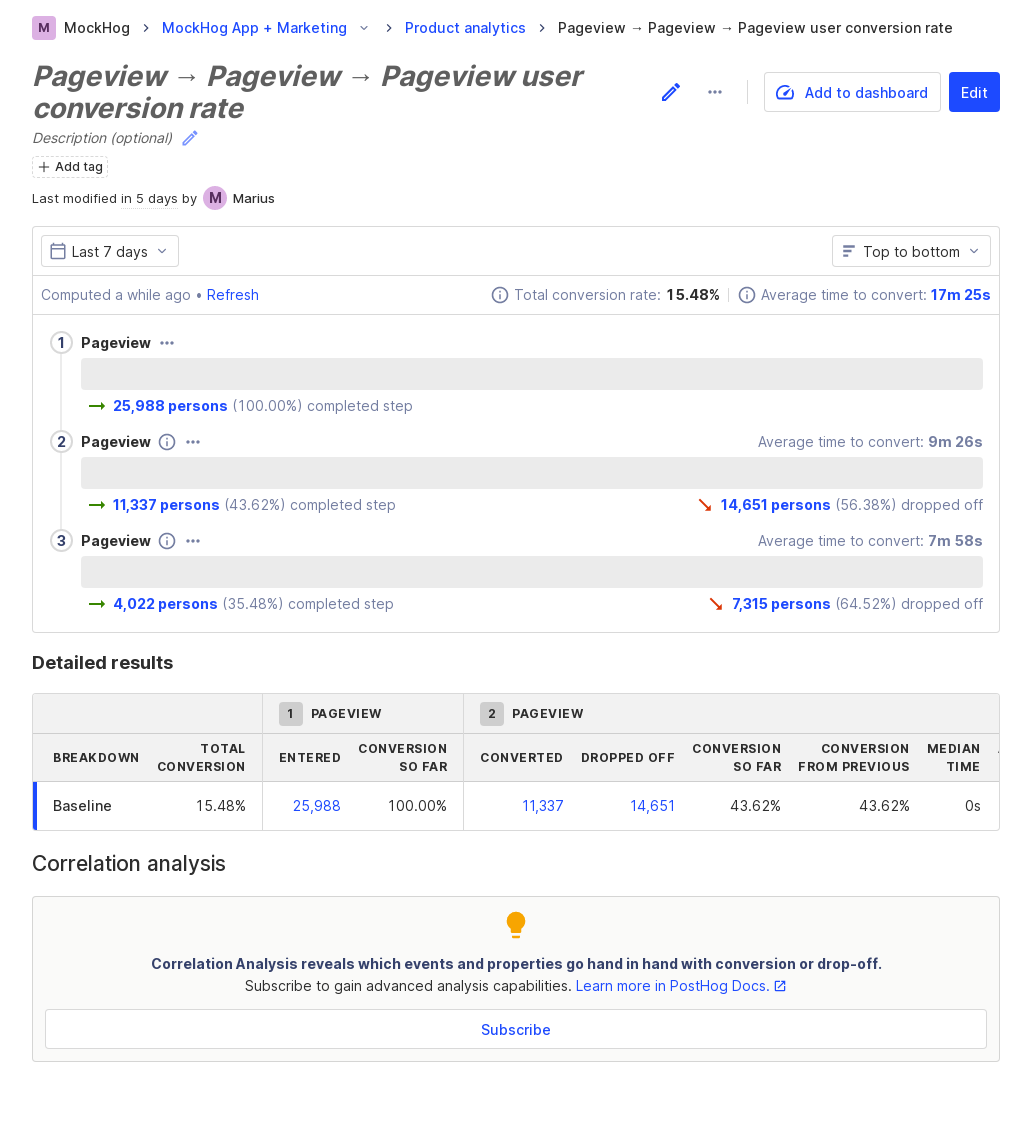 M MockHog MockHog App + Marketing Product analytics Pageview → Pageview → Pageview user conversion rate
Pageview → Pageview → Pageview user
conversion rate
Add to dashboard Edit
Description (optional)
Add tag
Last modified in 5 days by M Marius
Last 7 days Top to bottom
Computed a while ago • Refresh Total conversion rate: 15.48% Average time to convert: 17m 25s
1 Pageview
25,988 persons (100.00%) completed step
2 Pageview Average time to convert: 9m 26s
11,337 persons (43.62%) completed step 14,651 persons (56.38%) dropped off
3 Pageview Average time to convert: 7m 58s
4,022 persons (35.48%) completed step 7,315 persons (64.52%) dropped off
Detailed results
1 PAGEVIEW 2 PAGEVIEW
BREAKDOWN TOTAL CONVERSION ENTERED CONVERSION SO FAR CONVERTED DROPPED OFF CONVERSION SO FAR CONVERSION FROM PREVIOUS MEDIAN TIME
Baseline 15.48% 25,988 100.00% 11,337 14,651 43.62% 43.62% 0s
Correlation analysis
Correlation Analysis reveals which events and properties go hand in hand with conversion or drop-off.
Subscribe to gain advanced analysis capabilities. Learn more in PostHog Docs.
Subscribe